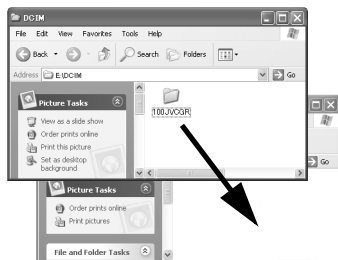 DCIM
File Edit View Favorites Tools Help
Back Search Folders
Address E:\DCIM Go
Picture Tasks
View as a slide show
Order prints online
Print this picture
Set as desktop
background
100JVCGR
Go
Picture Tasks
Order prints online
Print pictures
File and Folder Tasks